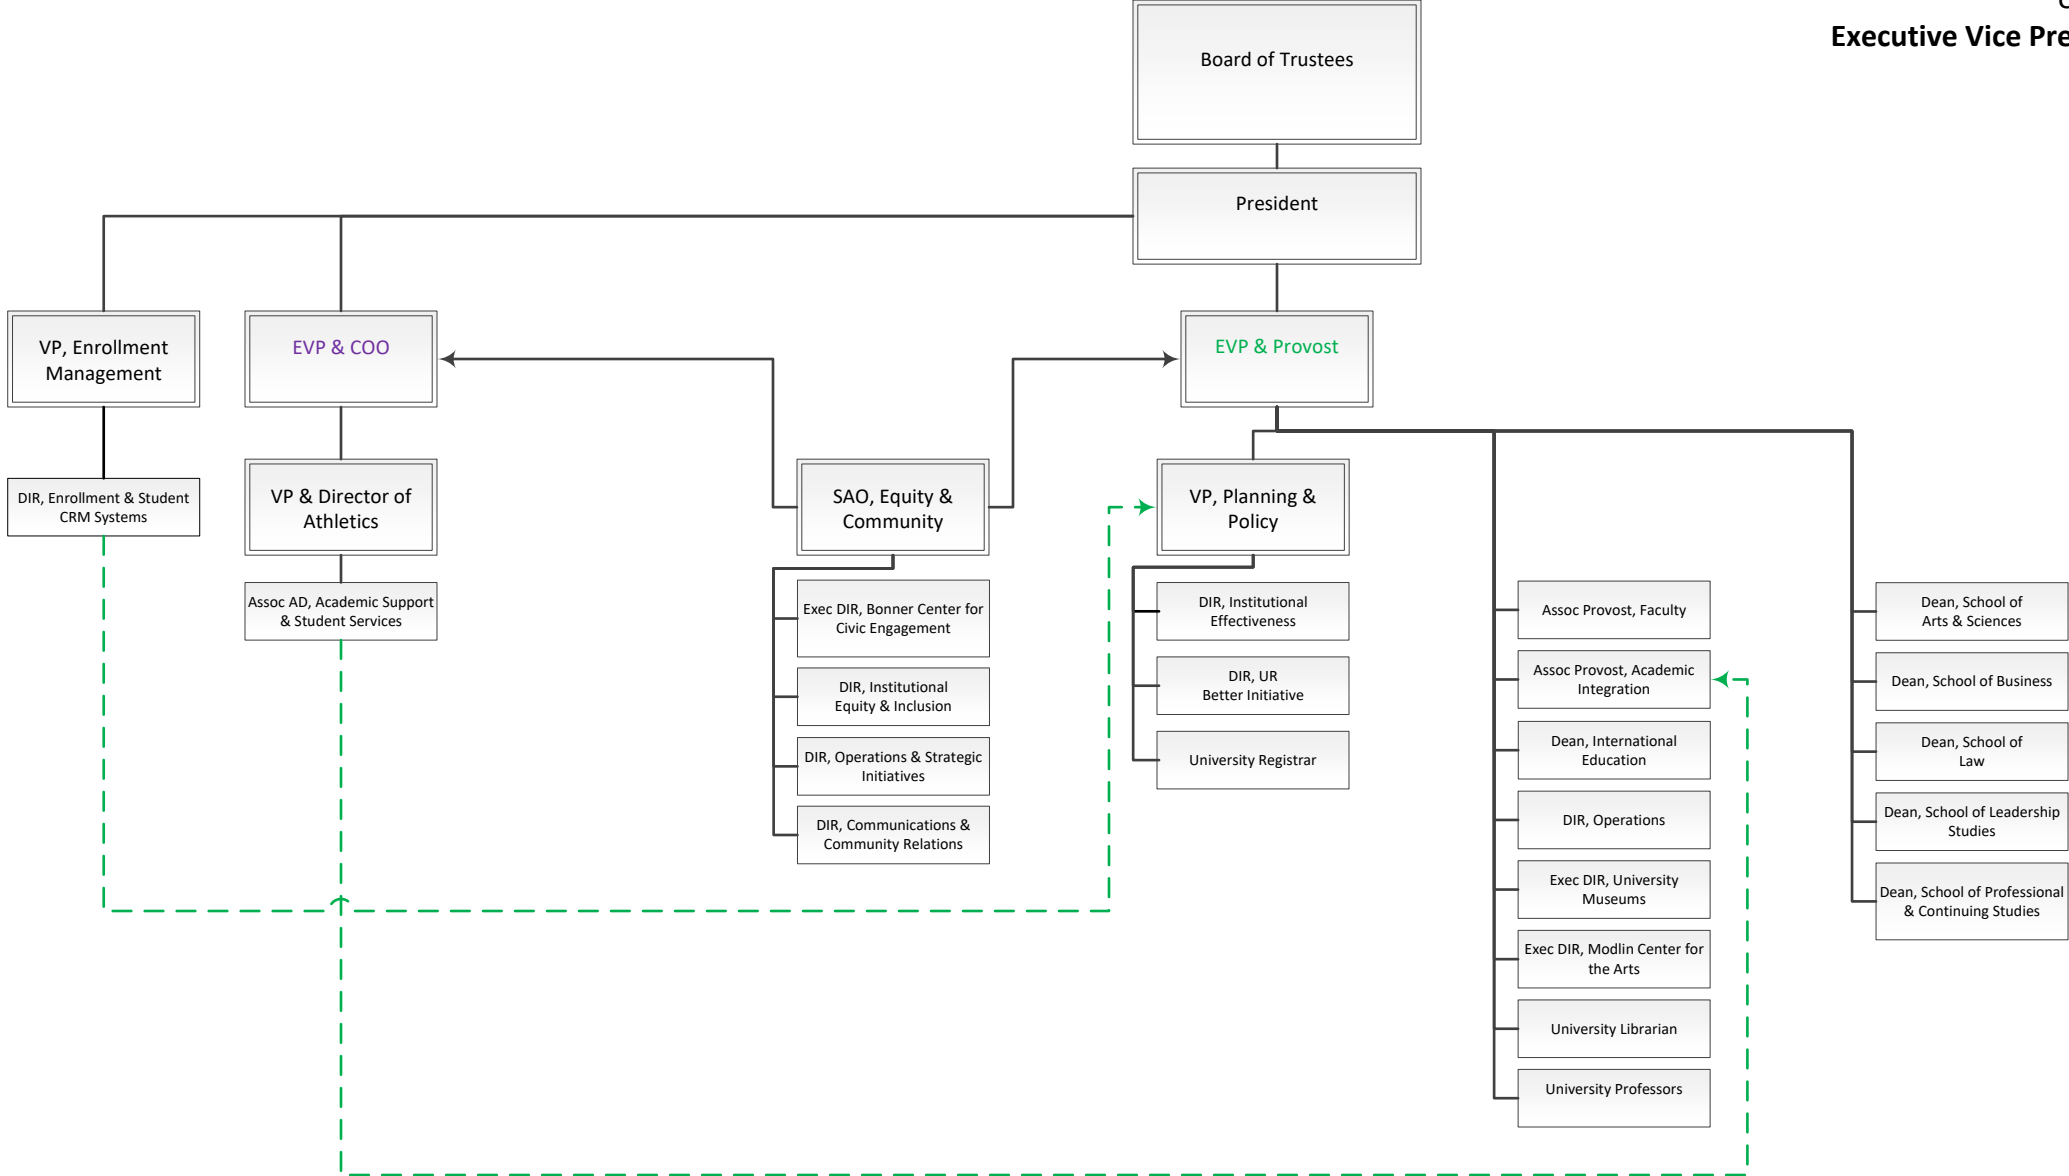 Executive Vice Pre
Board of Trustees
President
VP, Enrollment
Management
EVP & COO
EVP & Provost
DIR, Enrollment & Student
CRM Systems
VP & Director of
Athletics
SAO, Equity &
Community
VP, Planning &
Policy
Assoc AD, Academic Support
& Student Services
Exec DIR, Bonner Center for
Civic Engagement
DIR, Institutional
Equity & Inclusion
DIR, Operations & Strategic
Initiatives
DIR, Communications &
Community Relations
DIR, Institutional
Effectiveness
DIR, UR
Better Initiative
University Registrar
Assoc Provost, Faculty
Assoc Provost, Academic
Integration
Dean, International
Education
DIR, Operations
Exec DIR, University
Museums
Exec DIR, Modlin Center for
the Arts
University Librarian
University Professors
Dean, School of
Arts & Sciences
Dean, School of Business
Dean, School of
Law
Dean, School of Leadership
Studies
Dean, School of Professional
& Continuing Studies